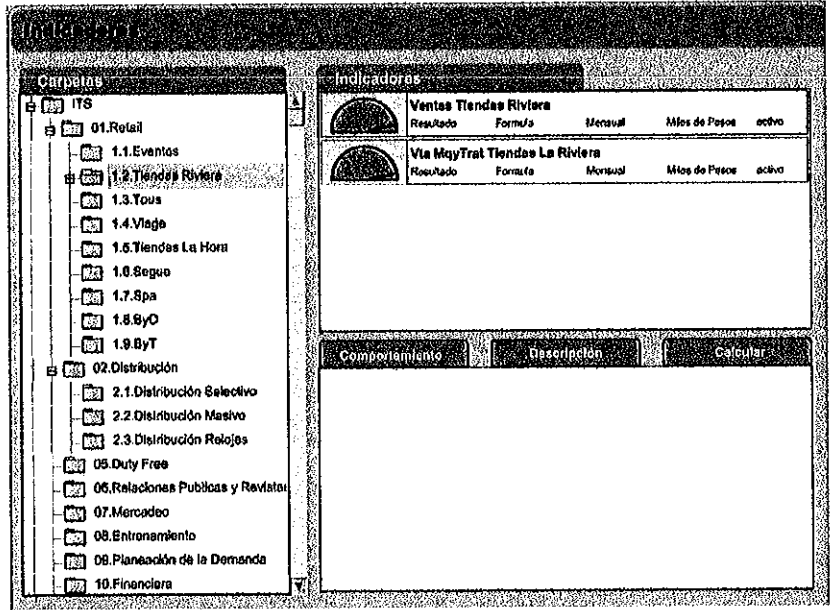 Indicadores
Carpetas
ITS
01.Retail
1.1.Eventos
1.2.Tiendas Riviera
1.3.Tous
1.4.Viage
1.5.Tiendas La Hora
1.6.Segue
1.7.Spa
1.8.ByO
1.9.ByT
02.Distribución
2.1.Distribución Selectivo
2.2.Distribución Masivo
2.3.Distribución Relojes
05.Duty Free
06.Relaciones Publicas y Revistas
07.Mercadeo
08.Entrenamiento
09.Planeación de la Demanda
10.Financiera
Indicadores
Ventas Tiendas Riviera
Resultado Formula Mensual Miles de Pesos activo
Vta MqyTrat Tiendas La Riviera
Resultado Formula Mensual Miles de Pesos activo
Comportamiento Descripción Calcular